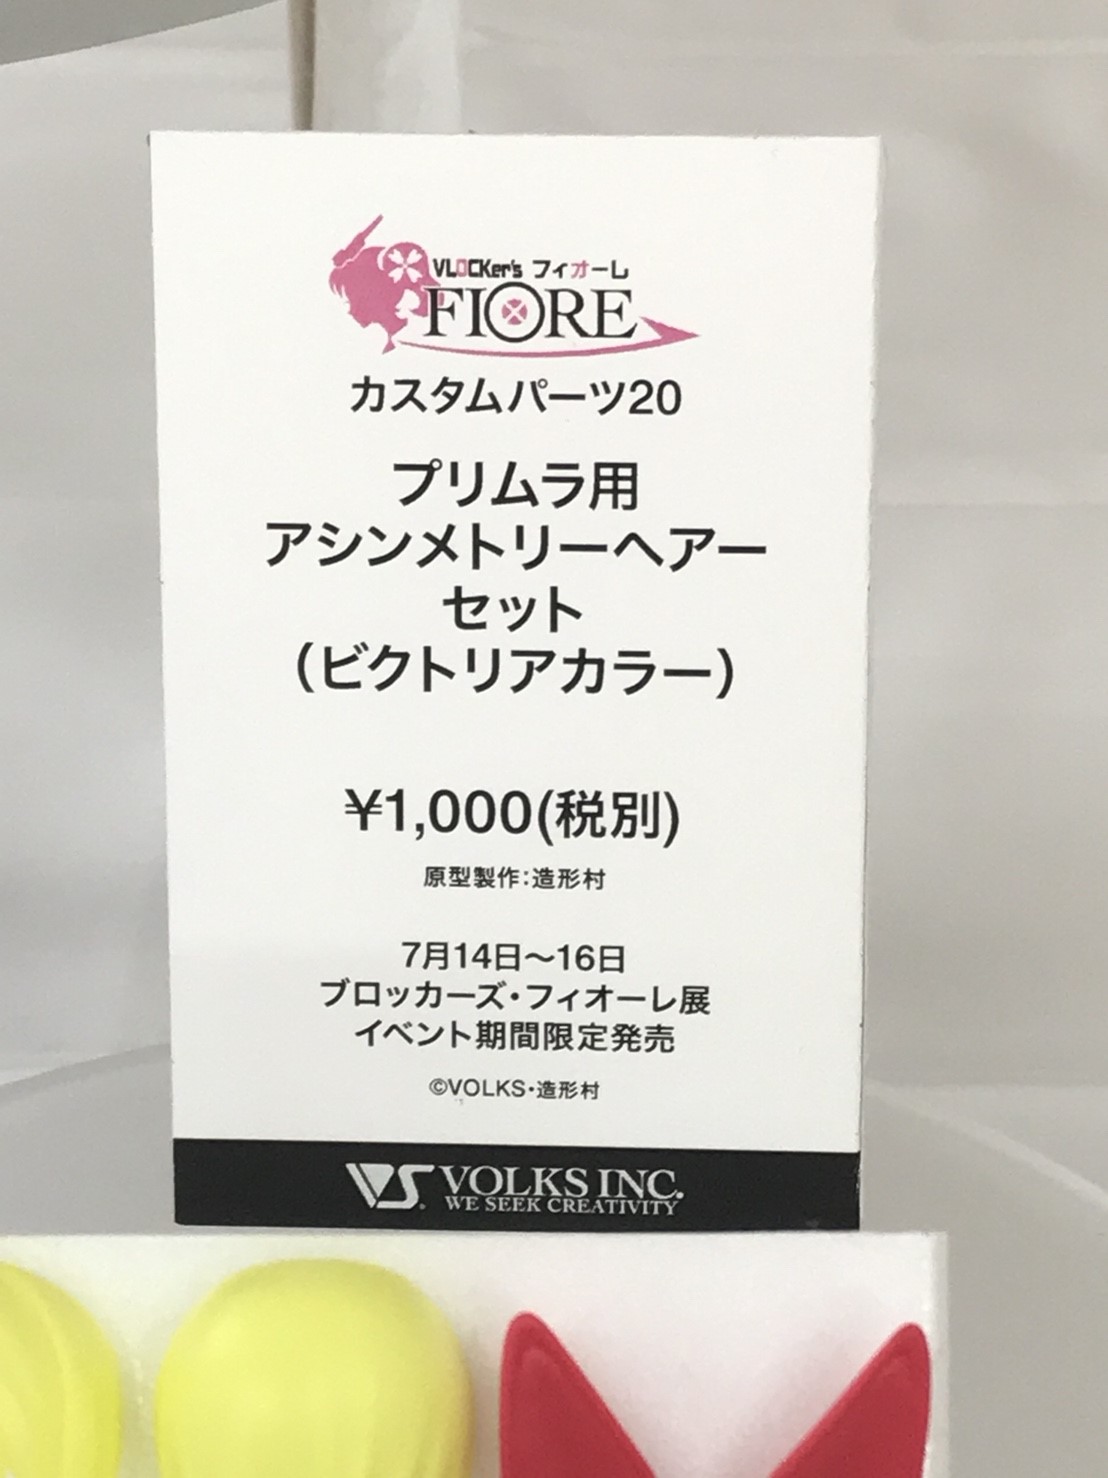 VLOCKer's フィオーレ
FIORE
カスタムパーツ20
プリムラ用
アシンメトリーヘアー
セット
（ビクトリアカラー）
¥1,000(税別)
原型製作：造形村
7月14日～16日
ブロッカーズ・フィオーレ展
イベント期間限定発売
©VOLKS・造形村
VS VOLKS INC.
WE SEEK CREATIVITY